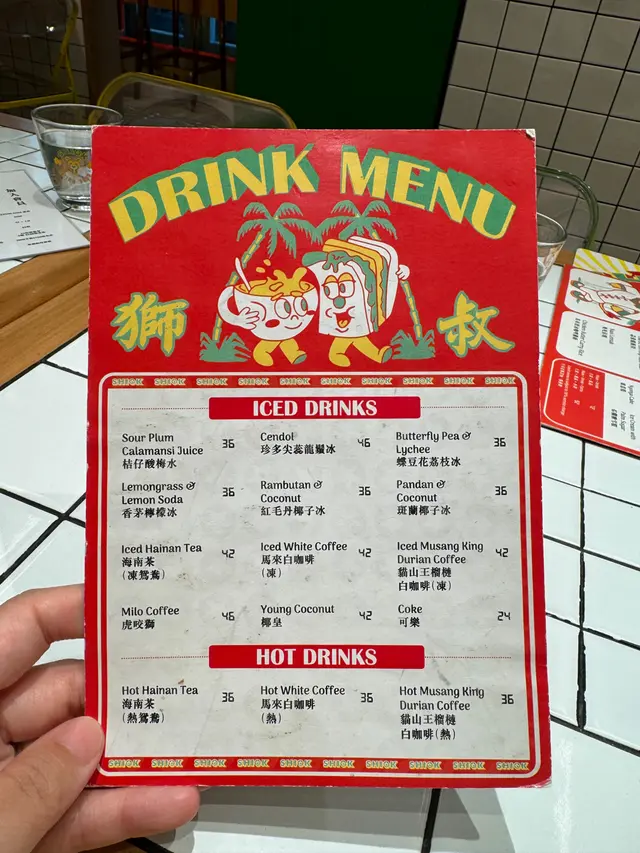 DRINK MENU
獅 叔
SHIOK SHIOK SHIOK SHIOK SHIOK SHIOK SHIOK SHIOK SHIOK SHIOK
ICED DRINKS
Sour Plum
Calamansi Juice 36
桔仔酸梅水
Cendol 46
珍多尖蕊龍鬚冰
Butterfly Pea &
Lychee 36
蝶豆花荔枝冰
Lemongrass &
Lemon Soda 36
香茅檸檬冰
Rambutan &
Coconut 36
紅毛丹椰子冰
Pandan &
Coconut 36
斑蘭椰子冰
Iced Hainan Tea 42
海南茶
(凍鴛鴦)
Iced White Coffee 42
馬來白咖啡
(凍)
Iced Musang King
Durian Coffee 42
貓山王榴槤
白咖啡(凍)
Milo Coffee 46
虎咬獅
Young Coconut 42
椰皇
Coke 24
可樂
HOT DRINKS
Hot Hainan Tea 36
海南茶
(熱鴛鴦)
Hot White Coffee 36
馬來白咖啡
(熱)
Hot Musang King
Durian Coffee 36
貓山王榴槤
白咖啡(熱)
SHIOK SHIOK SHIOK SHIOK SHIOK SHIOK SHIOK SHIOK SHIOK SHIOK